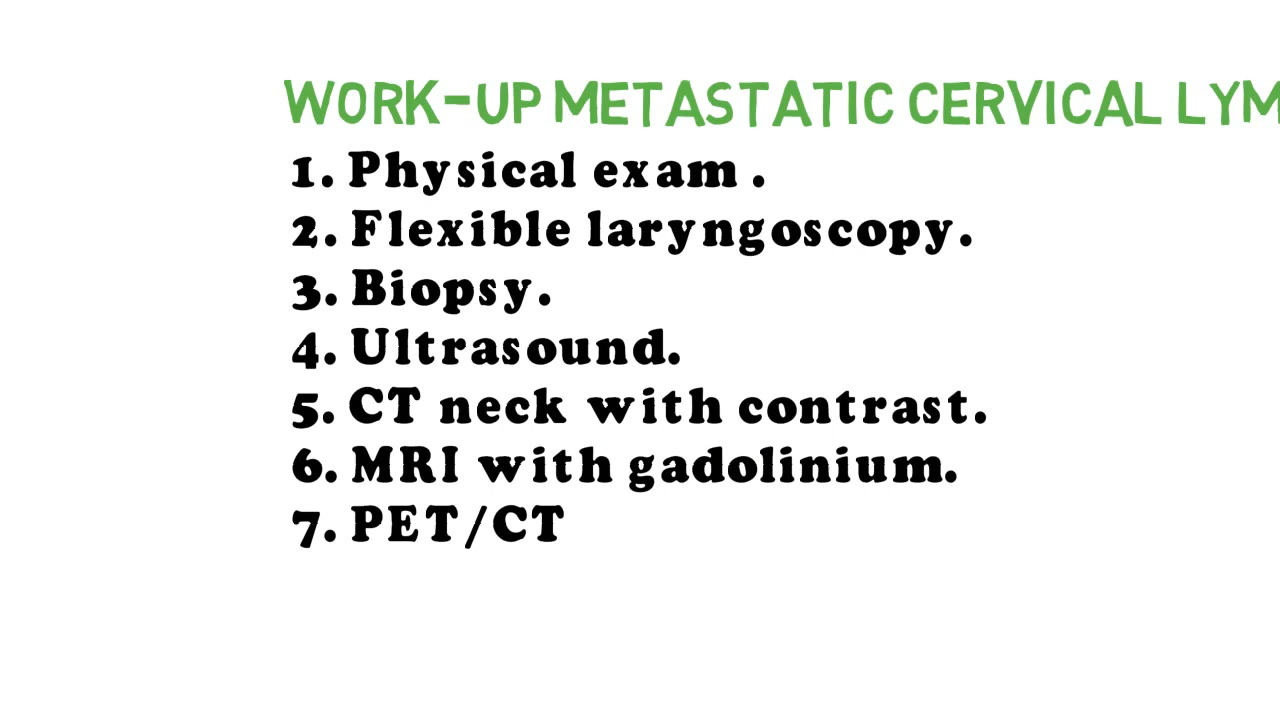 WORK-UP METASTATIC CERVICAL LYM
1. Physical exam .
2. Flexible laryngoscopy.
3. Biopsy.
4. Ultrasound.
5. CT neck with contrast.
6. MRI with gadolinium.
7. PET/CT